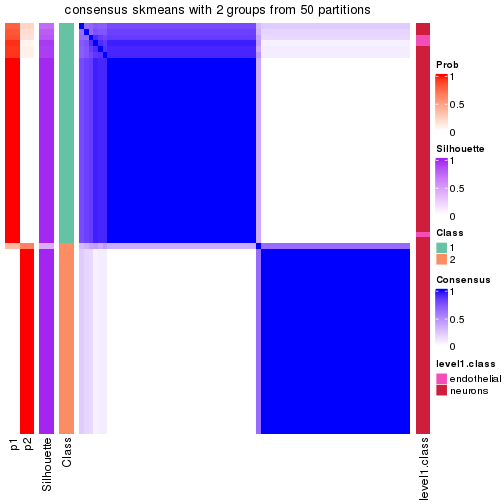 consensus skmeans with 2 groups from 50 partitions
Prob
1
0.5
0
Silhouette
1
0.5
0
Class
1
2
Consensus
1
0.5
0
level1.class
endothelial
neurons
p1
p2
Silhouette
Class
level1.class